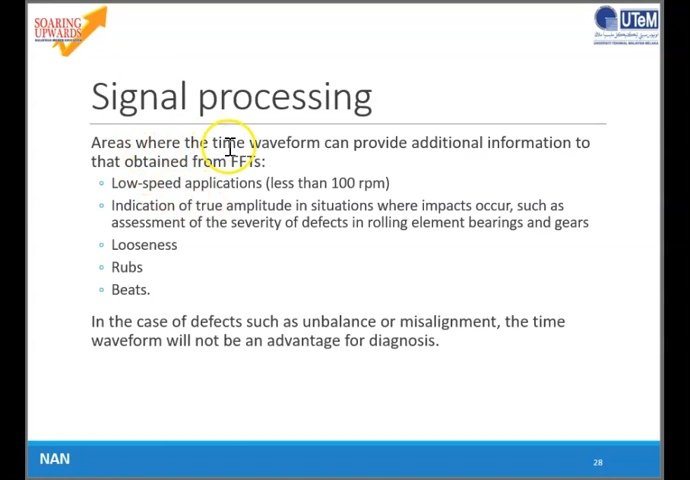 SOARING
UPWARDS
UTeM
Signal processing
Areas where the time waveform can provide additional information to
that obtained from FFTs:
Low-speed applications (less than 100 rpm)
Indication of true amplitude in situations where impacts occur, such as
assessment of the severity of defects in rolling element bearings and gears
Looseness
Rubs
Beats.
In the case of defects such as unbalance or misalignment, the time
waveform will not be an advantage for diagnosis.
NAN
28